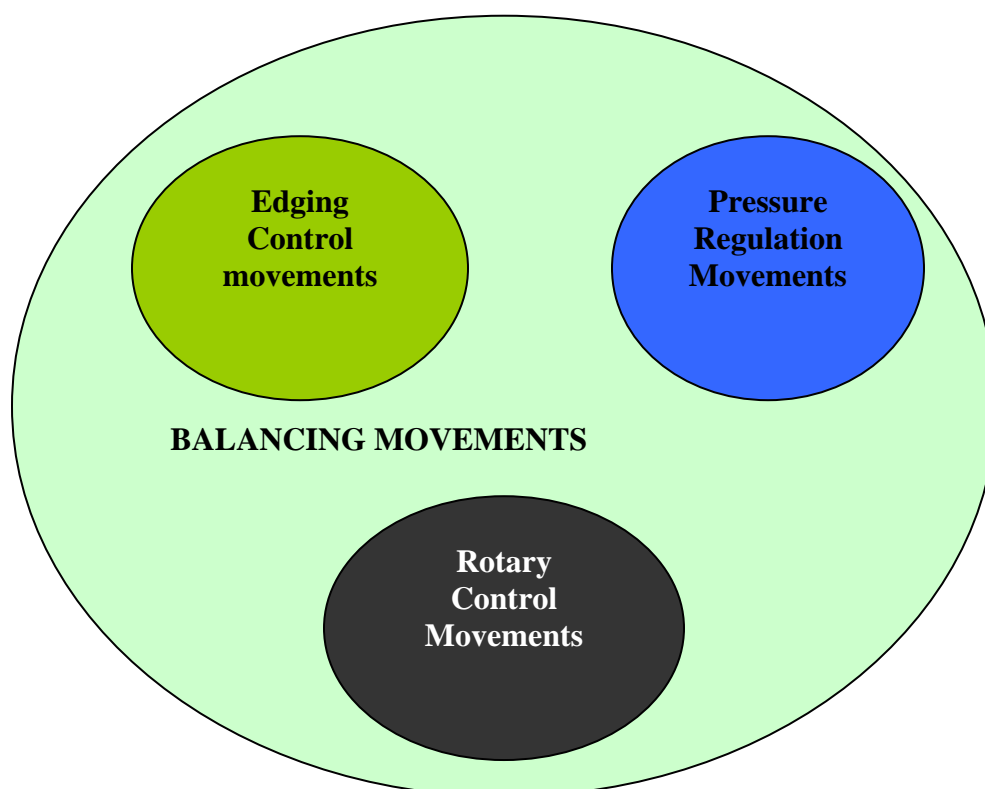 Edging
Control
movements
Pressure
Regulation
Movements
BALANCING MOVEMENTS
Rotary
Control
Movements